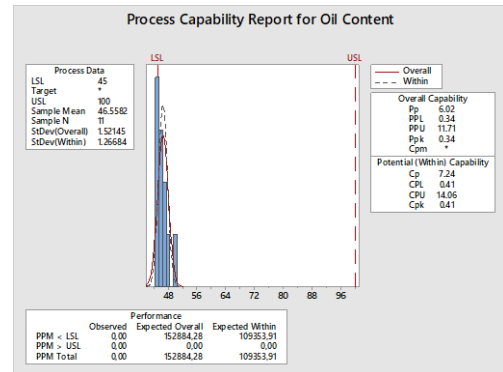 Process Capability Report for Oil Content
LSL
USL
Process Data
LSL 45
Target *
USL 100
Sample Mean 46,5582
Sample N 11
StDev(Overall) 1,52145
StDev(Within) 1,26684
Overall
Within
Overall Capability
Pp 6.02
PPL 0.34
PPU 11.71
Ppk 0.34
Cpm *
Potential (Within) Capability
Cp 7.24
CPL 0.41
CPU 14.06
Cpk 0.41
48 56 64 72 80 88 96
Performance
Observed Expected Overall Expected Within
PPM < LSL 0,00 152884,28 109353,91
PPM > USL 0,00 0,00 0,00
PPM Total 0,00 152884,28 109353,91